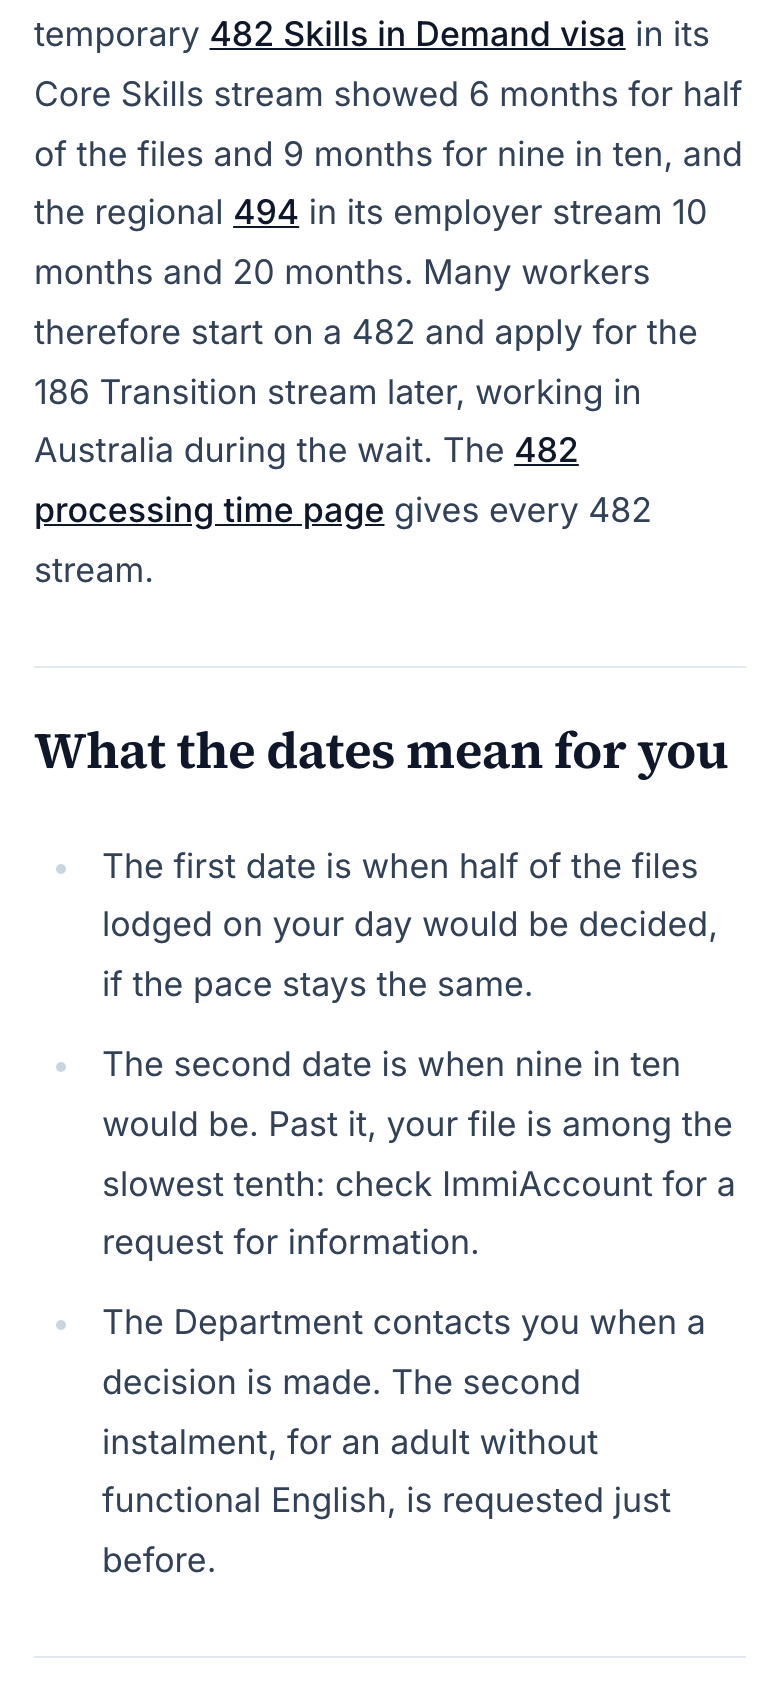 temporary 482 Skills in Demand visa in its
Core Skills stream showed 6 months for half
of the files and 9 months for nine in ten, and
the regional 494 in its employer stream 10
months and 20 months. Many workers
therefore start on a 482 and apply for the
186 Transition stream later, working in
Australia during the wait. The 482
processing time page gives every 482
stream.
What the dates mean for you
The first date is when half of the files
lodged on your day would be decided,
if the pace stays the same.
The second date is when nine in ten
would be. Past it, your file is among the
slowest tenth: check ImmiAccount for a
request for information.
The Department contacts you when a
decision is made. The second
instalment, for an adult without
functional English, is requested just
before.